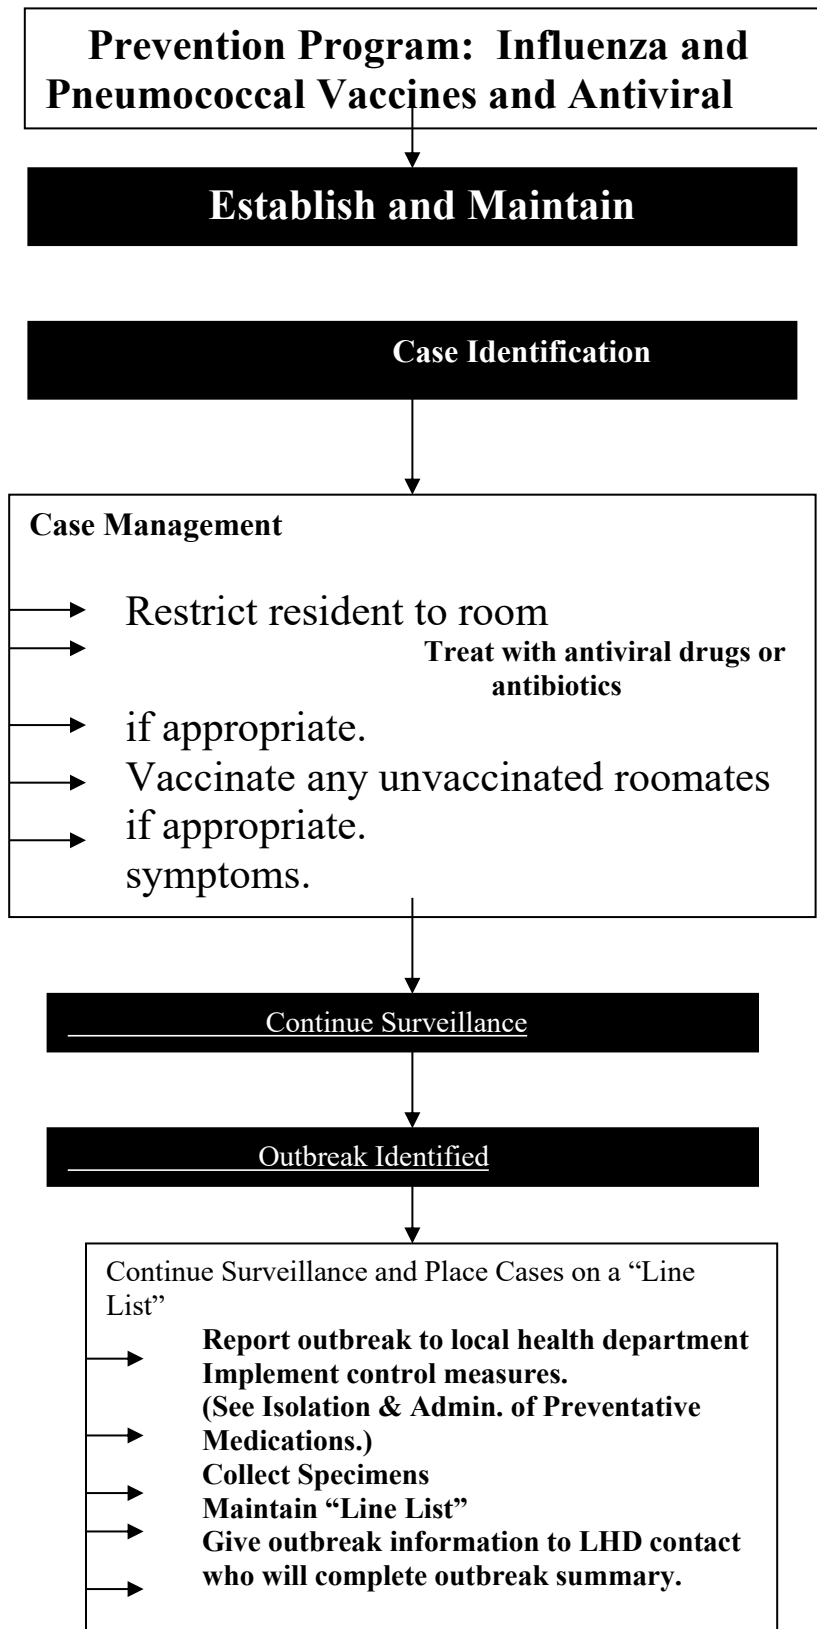 Prevention Program: Influenza and
Pneumococcal Vaccines and Antiviral
Establish and Maintain
Case Identification
Case Management
Restrict resident to room
Treat with antiviral drugs or
antibiotics
if appropriate.
Vaccinate any unvaccinated roomates
if appropriate.
symptoms.
Continue Surveillance
Outbreak Identified
Continue Surveillance and Place Cases on a “Line
List”
Report outbreak to local health department
Implement control measures.
(See Isolation & Admin. of Preventative
Medications.)
Collect Specimens
Maintain “Line List”
Give outbreak information to LHD contact
who will complete outbreak summary.